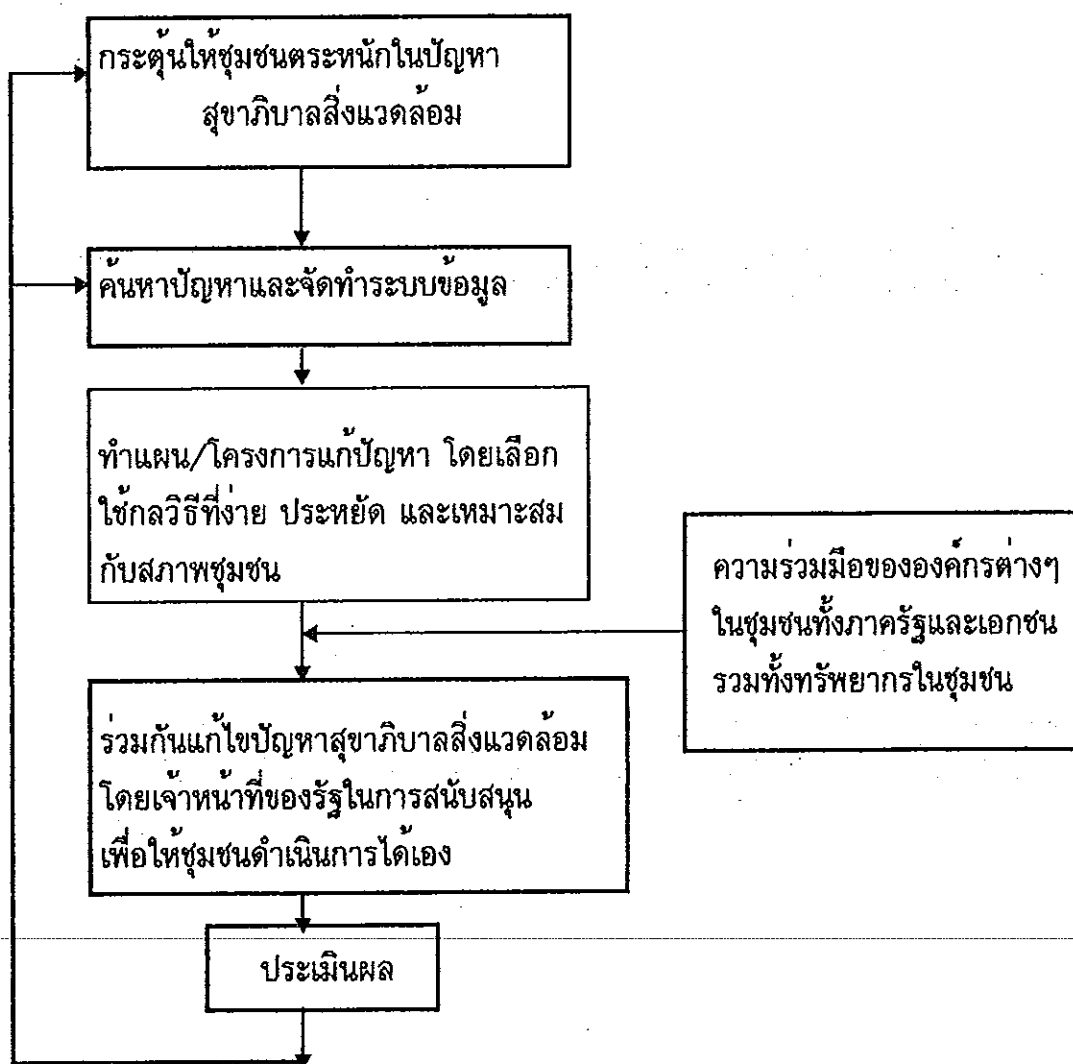 กระตุ้นให้ชุมชนตระหนักในปัญหา
สุขาภิบาลสิ่งแวดล้อม
ค้นหาปัญหาและจัดทำระบบข้อมูล
ทำแผน/โครงการแก้ปัญหา โดยเลือก
ใช้กลวิธีที่ง่าย ประหยัด และเหมาะสม
กับสภาพชุมชน
ความร่วมมือขององค์กรต่างๆ
ในชุมชนทั้งภาครัฐและเอกชน
รวมทั้งทรัพยากรในชุมชน
ร่วมกันแก้ไขปัญหาสุขาภิบาลสิ่งแวดล้อม
โดยเจ้าหน้าที่ของรัฐในการสนับสนุน
เพื่อให้ชุมชนดำเนินการได้เอง
ประเมินผล